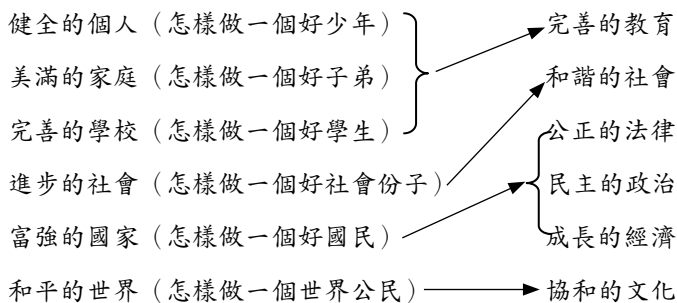 健全的個人（怎樣做一個好少年） 完善的教育
美滿的家庭（怎樣做一個好子弟） 和諧的社會
完善的學校（怎樣做一個好學生） 公正的法律
進步的社會（怎樣做一個好社會份子） 民主的政治
富強的國家（怎樣做一個好國民） 成長的經濟
和平的世界（怎樣做一個世界公民） 協和的文化